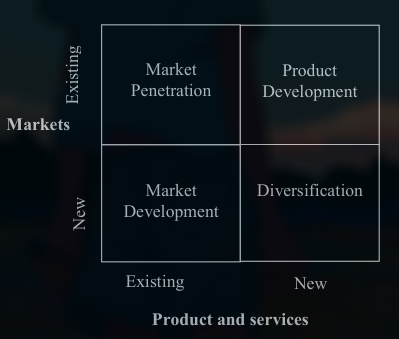 Existing
Market
Penetration
Product
Development
Markets
New
Market
Development
Diversification
Existing
New
Product and services